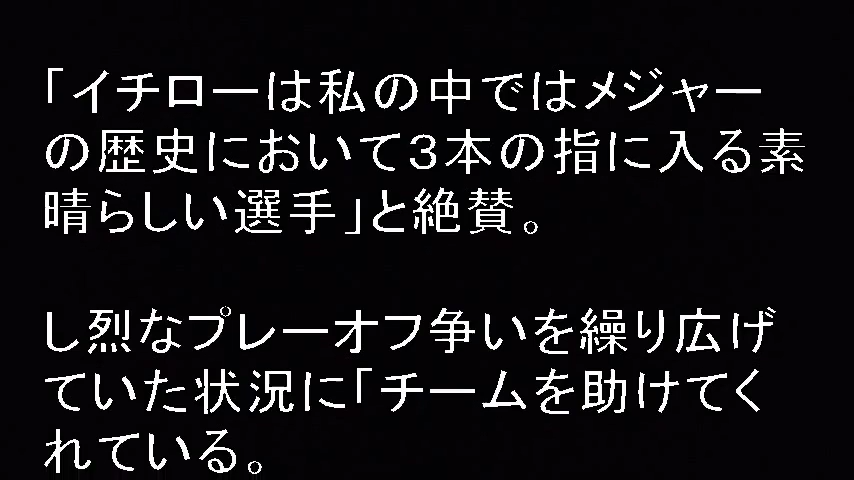 「イチローは私の中ではメジャー
の歴史において３本の指に入る素
晴らしい選手」と絶賛。
し烈なプレーオフ争いを繰り広げ
ていた状況に「チームを助けてく
れている。